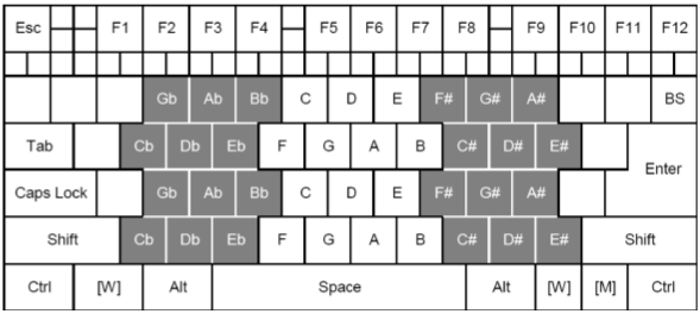 Esc F1 F2 F3 F4 F5 F6 F7 F8 F9 F10 F11 F12
Gb Ab Bb C D E F# G# A# BS
Tab Cb Db Eb F G A B C# D# E#
Enter
Caps Lock Gb Ab Bb C D E F# G# A#
Shift Cb Db Eb F G A B C# D# E# Shift
Ctrl [W] Alt Space Alt [W] [M] Ctrl